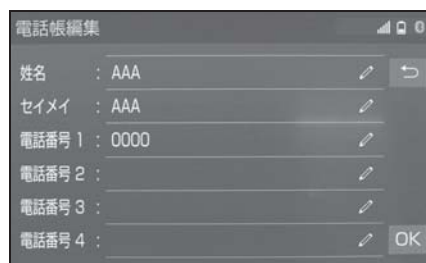 電話帳編集
姓名 : AAA
セイメイ : AAA
電話番号 1 : 0000
電話番号 2 :
電話番号 3 :
電話番号 4 :
OK